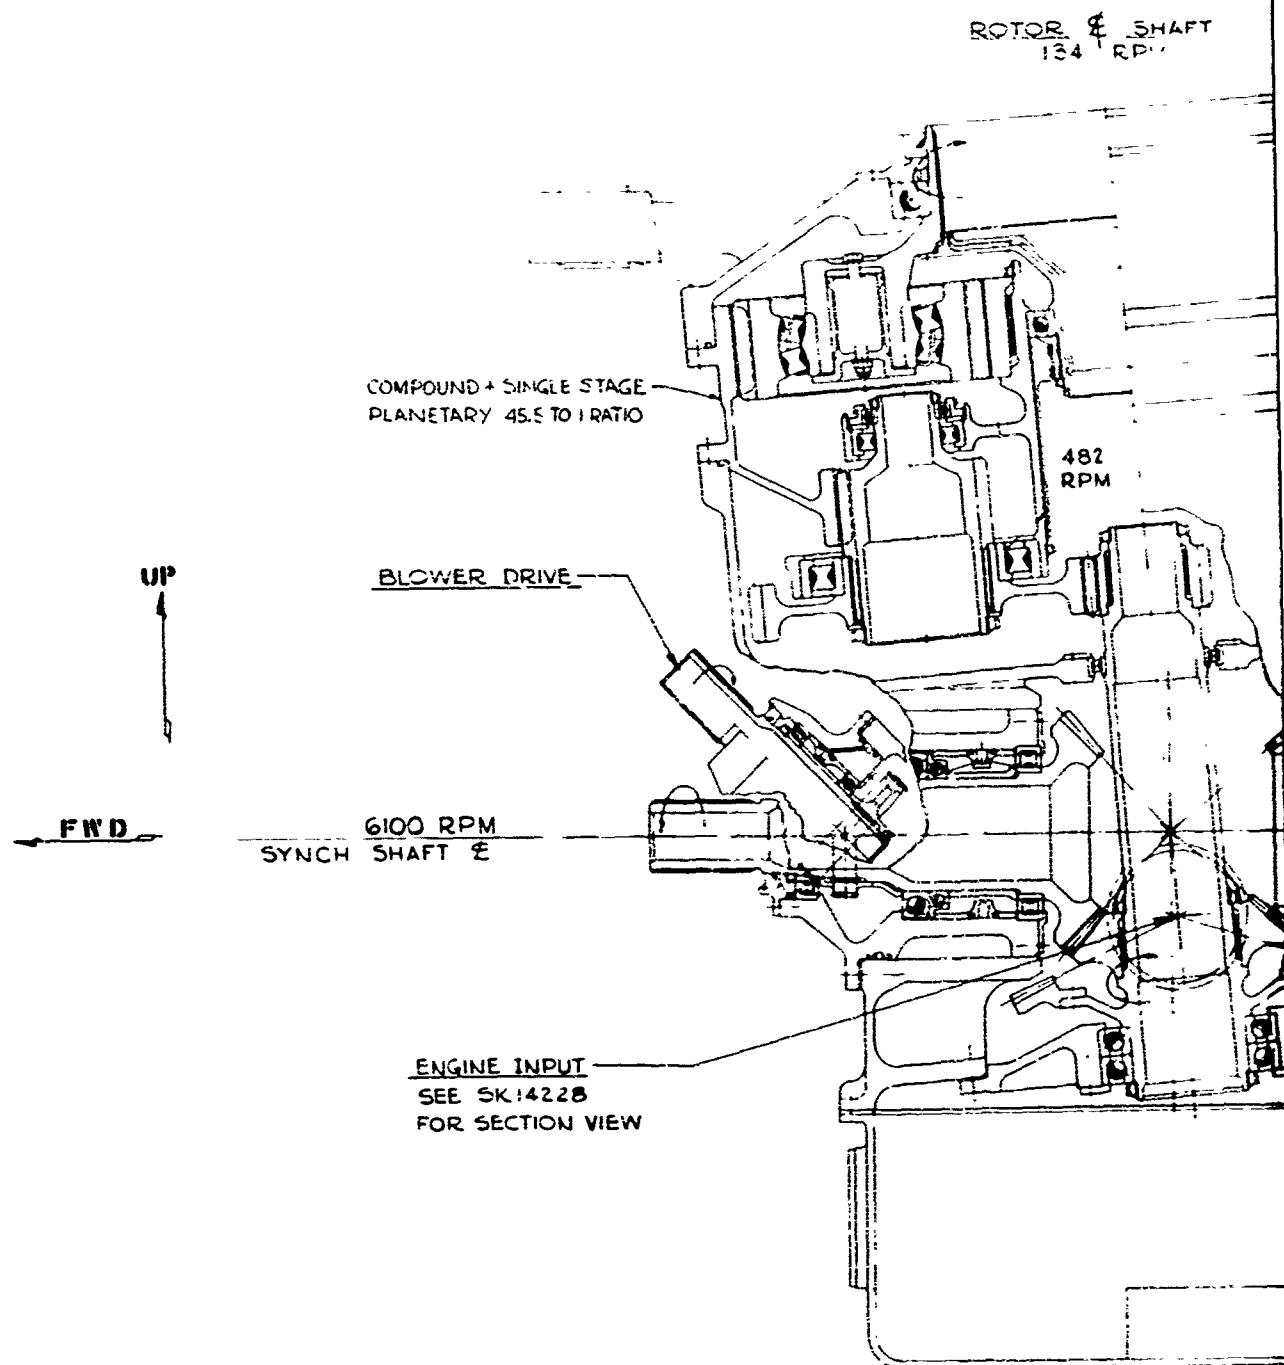 ROTOR ℄ SHAFT
134 RPM
COMPOUND + SINGLE STAGE
PLANETARY 45.5 TO 1 RATIO
482
RPM
UP
BLOWER DRIVE
FWD
6100 RPM
SYNCH SHAFT ℄
ENGINE INPUT
SEE SK14228
FOR SECTION VIEW